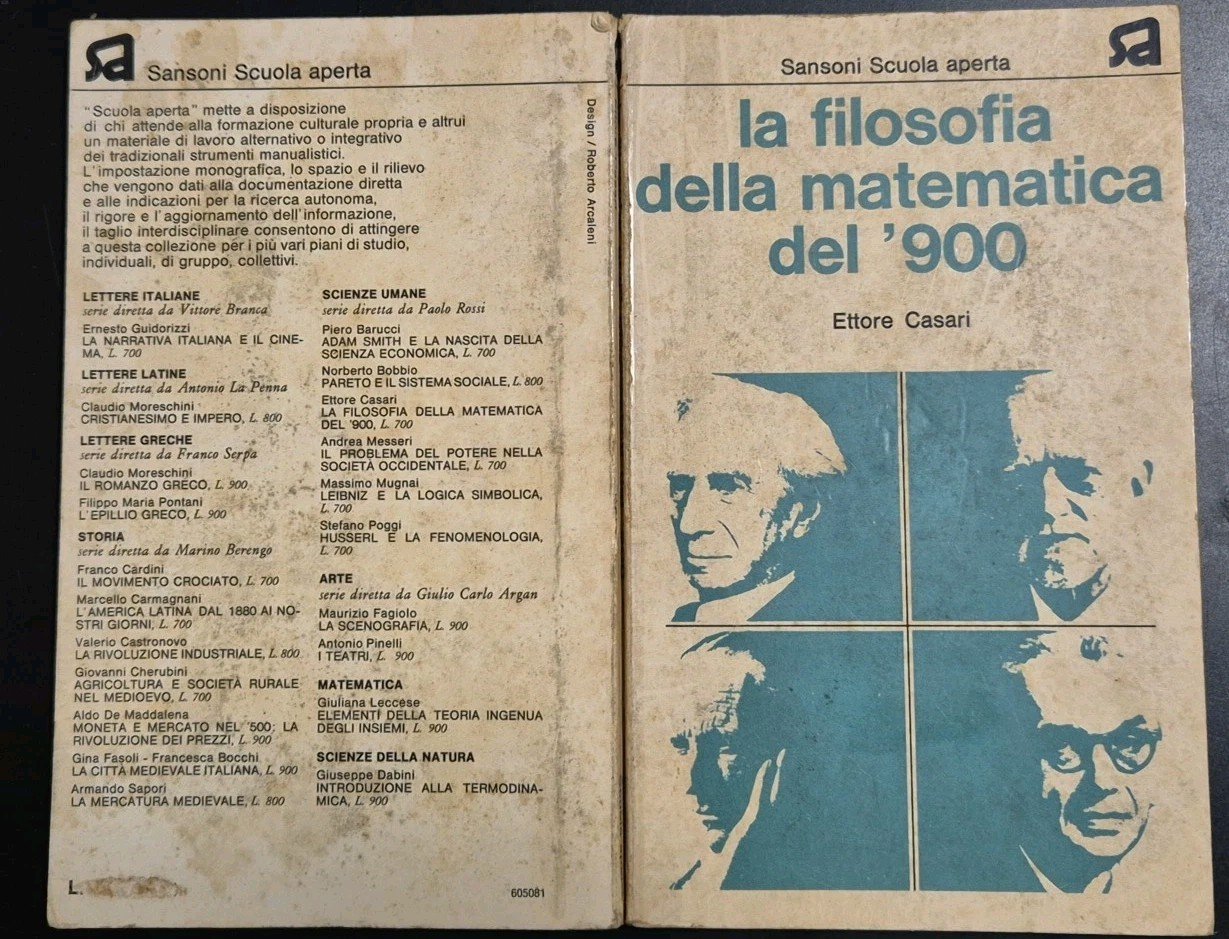 sa Sansoni Scuola aperta
"Scuola aperta" mette a disposizione
di chi attende alla formazione culturale propria e altrui
un materiale di lavoro alternativo o integrativo
dei tradizionali strumenti manualistici.
L'impostazione monografica, lo spazio e il rilievo
che vengono dati alla documentazione diretta
e alle indicazioni per la ricerca autonoma,
il rigore e l'aggiornamento dell'informazione,
il taglio interdisciplinare consentono di attingere
a questa collezione per i più vari piani di studio,
individuali, di gruppo, collettivi.
LETTERE ITALIANE
serie diretta da Vittore Branca
Ernesto Guidorizzi
LA NARRATIVA ITALIANA E IL CINE-
MA, L. 700
LETTERE LATINE
serie diretta da Antonio La Penna
Claudio Moreschini
CRISTIANESIMO E IMPERO, L. 800
LETTERE GRECHE
serie diretta da Franco Serpa
Claudio Moreschini
IL ROMANZO GRECO, L. 900
Filippo Maria Pontani
L'EPILLIO GRECO, L. 900
STORIA
serie diretta da Marino Berengo
Franco Cardini
IL MOVIMENTO CROCIATO, L. 700
Marcello Carmagnani
L'AMERICA LATINA DAL 1880 AI NO-
STRI GIORNI, L. 700
Valerio Castronovo
LA RIVOLUZIONE INDUSTRIALE, L. 800
Giovanni Cherubini
AGRICOLTURA E SOCIETÀ RURALE
NEL MEDIOEVO, L. 700
Aldo De Maddalena
MONETA E MERCATO NEL '500: LA
RIVOLUZIONE DEI PREZZI, L. 900
Gina Fasoli - Francesca Bocchi
LA CITTÀ MEDIEVALE ITALIANA, L. 900
Armando Sapori
LA MERCATURA MEDIEVALE, L. 800
SCIENZE UMANE
serie diretta da Paolo Rossi
Piero Barucci
ADAM SMITH E LA NASCITA DELLA
SCIENZA ECONOMICA, L. 700
Norberto Bobbio
PARETO E IL SISTEMA SOCIALE, L. 800
Ettore Casari
LA FILOSOFIA DELLA MATEMATICA
DEL '900, L. 700
Andrea Messeri
IL PROBLEMA DEL POTERE NELLA
SOCIETÀ OCCIDENTALE, L. 700
Massimo Mugnai
LEIBNIZ E LA LOGICA SIMBOLICA,
L. 700
Stefano Poggi
HUSSERL E LA FENOMENOLOGIA,
L. 700
ARTE
serie diretta da Giulio Carlo Argan
Maurizio Fagiolo
LA SCENOGRAFIA, L. 900
Antonio Pinelli
I TEATRI, L. 900
MATEMATICA
Giuliana Leccese
ELEMENTI DELLA TEORIA INGENUA
DEGLI INSIEMI, L. 900
SCIENZE DELLA NATURA
Giuseppe Dabini
INTRODUZIONE ALLA TERMODINA-
MICA, L. 900
L.
605081
Design / Roberto Arcaleni
Sansoni Scuola aperta sa
la filosofia
della matematica
del '900
Ettore Casari